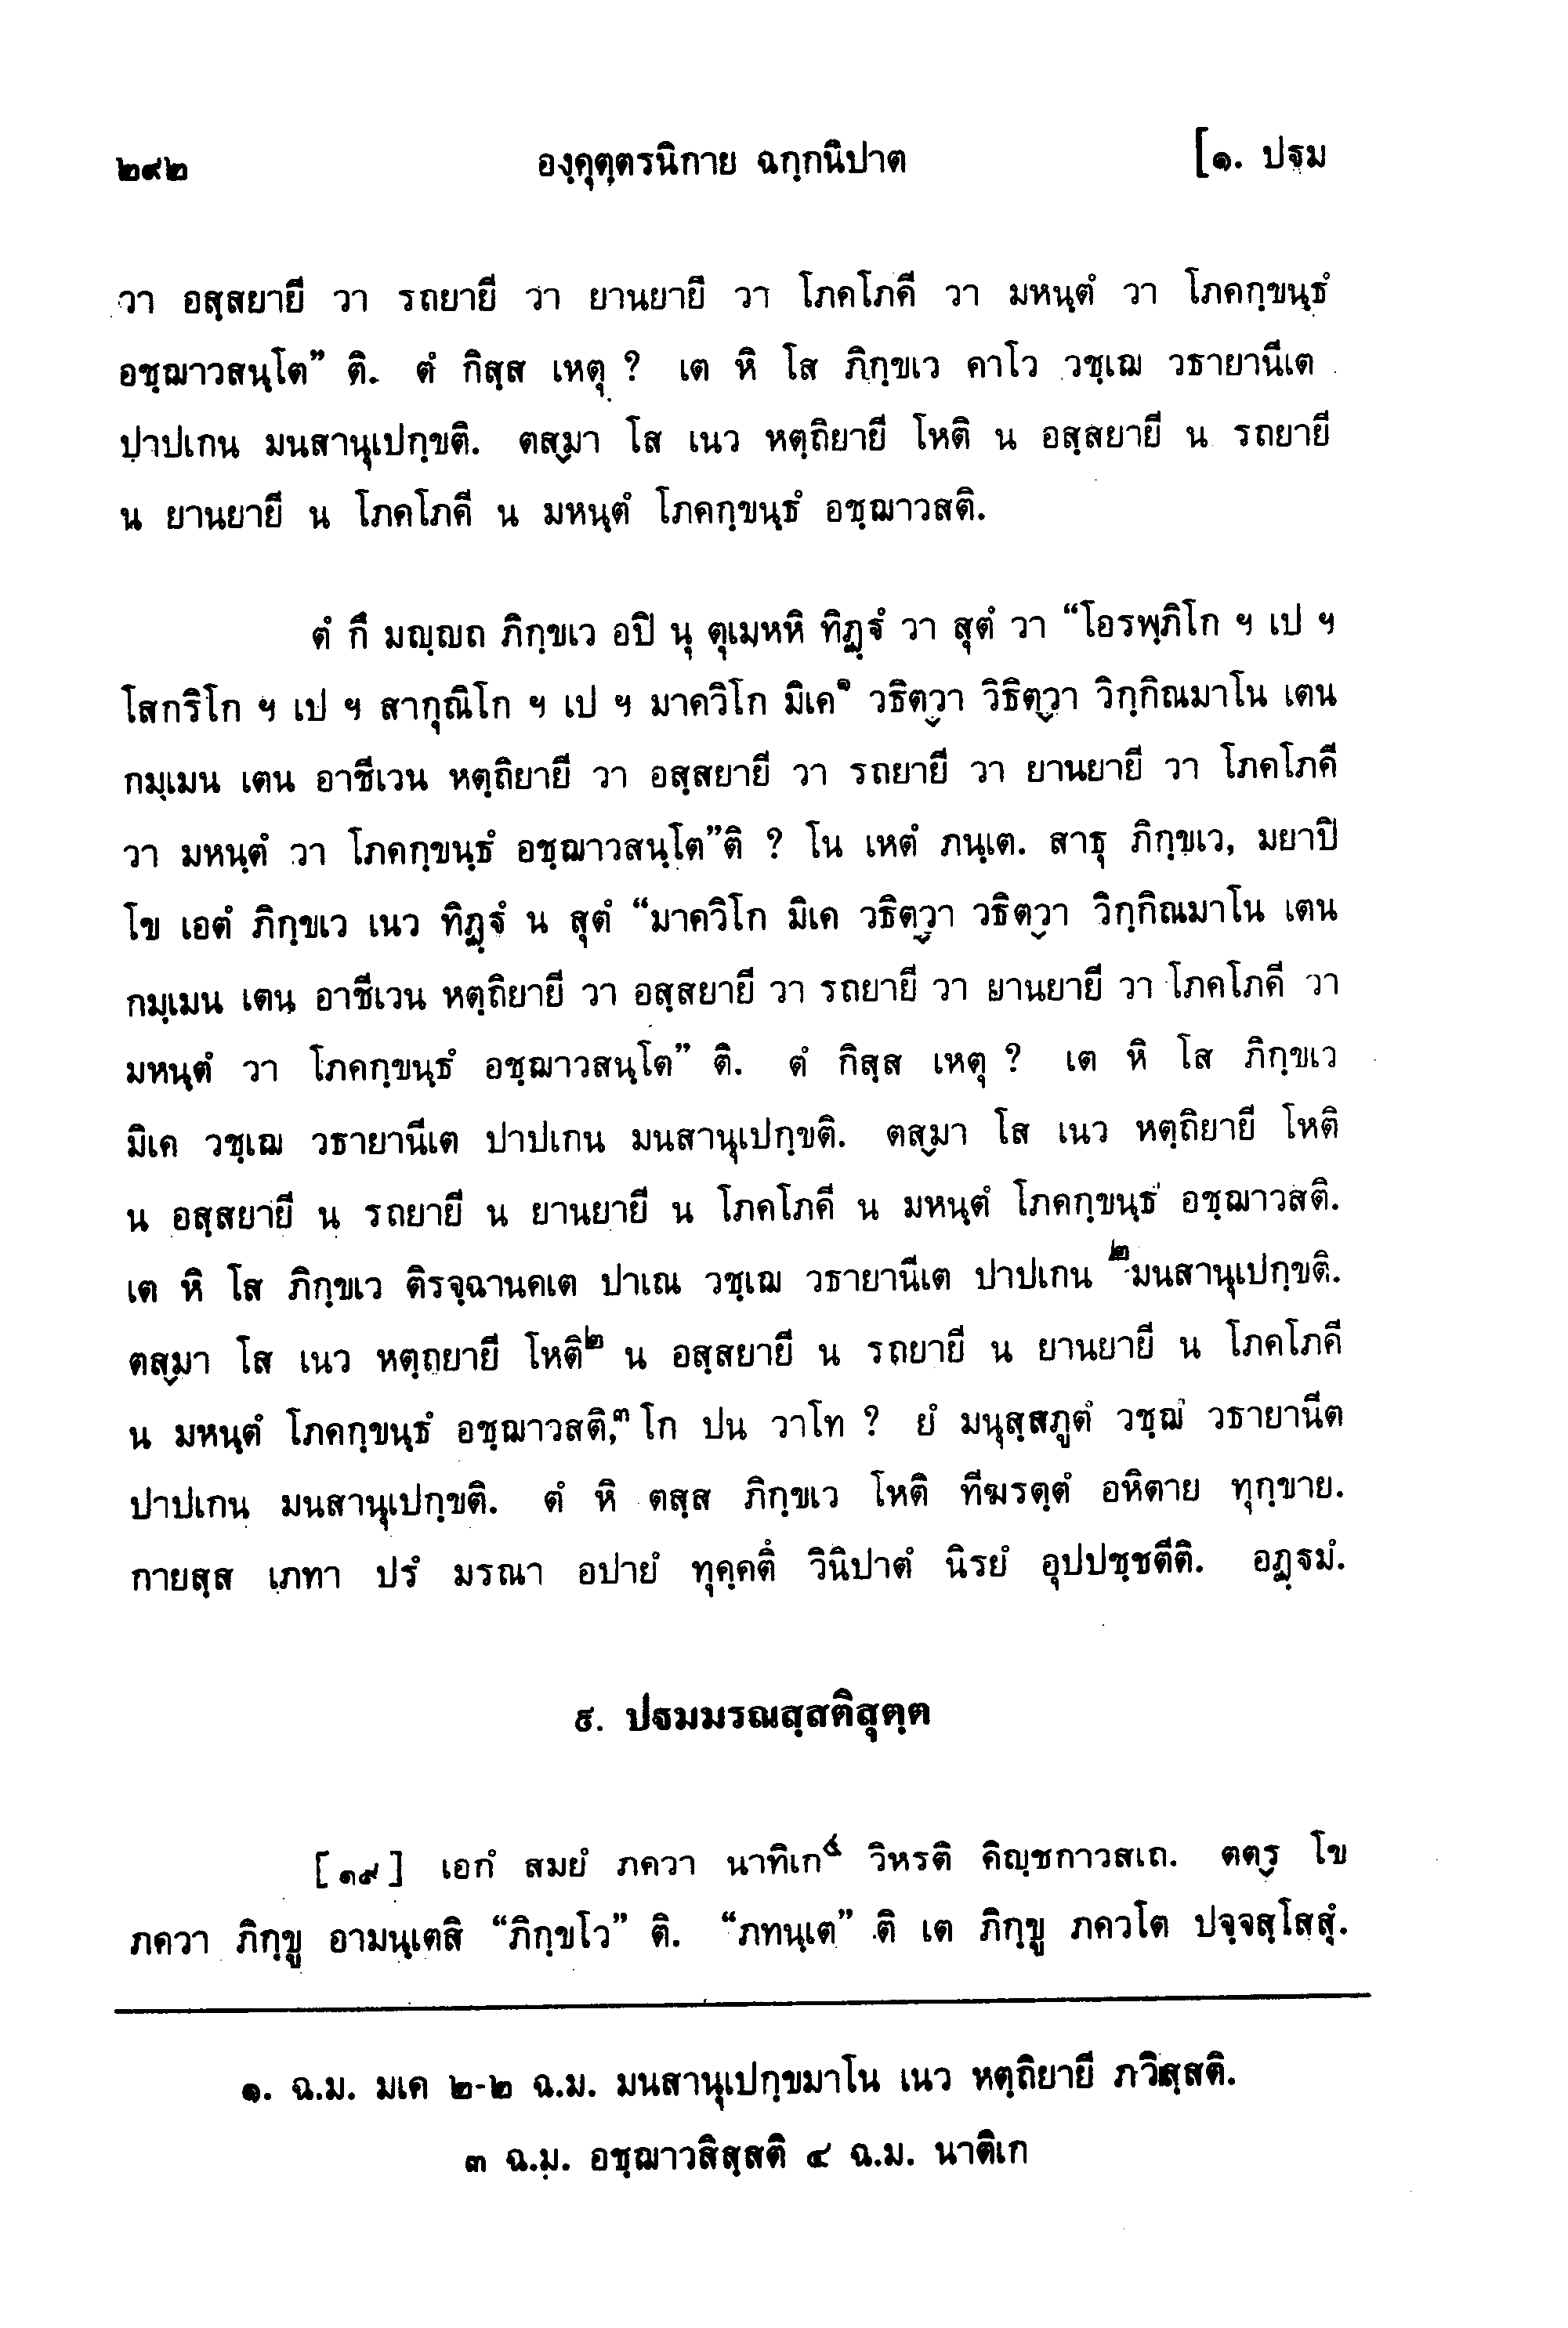 ๒๙๒ องฺคุตฺตรนิกาย ฉกฺกนิปาต [๑. ปฐม
วา อสฺสยายี วา รถยายี วา ยานยายี วา โภคโภคี วา มหนฺตํ วา โภคกฺขนฺธํ
อชฺฌาวสนฺโต” ติ. ตํ กิสฺส เหตุ ? เต หิ โส ภิกฺขเว คาโว วชฺเฌ วธายานีเต
ปาปเกน มนสานุเปกฺขติ. ตสฺมา โส เนว หตฺถิยายี โหติ น อสฺสยายี น รถยายี
น ยานยายี น โภคโภคี น มหนฺตํ โภคกฺขนฺธํ อชฺฌาวสติ.
ตํ กึ มญฺญถ ภิกฺขเว อปิ นุ ตุเมฺหหิ ทิฏฺฐํ วา สุตํ วา “โอรพฺภิโก ฯ เป ฯ
โสกริโก ฯ เป ฯ สากุณิโก ฯ เป ฯ มาควิโก มิเค๑ วธิตฺวา วิธิตฺวา วิกฺกิณมาโน เตน
กมฺเมน เตน อาชีเวน หตฺถิยายี วา อสฺสยายี วา รถยายี วา ยานยายี วา โภคโภคี
วา มหนฺตํ วา โภคกฺขนฺธํ อชฺฌาวสนฺโต”ติ ? โน เหตํ ภนฺเต. สาธุ ภิกฺขเว, มยาปิ
โข เอตํ ภิกฺขเว เนว ทิฏฺฐํ น สุตํ “มาควิโก มิเค วธิตฺวา วธิตฺวา วิกฺกิณมาโน เตน
กมฺเมน เตน อาชีเวน หตฺถิยายี วา อสฺสยายี วา รถยายี วา ยานยายี วา โภคโภคี วา
มหนฺตํ วา โภคกฺขนฺธํ อชฺฌาวสนฺโต” ติ. ตํ กิสฺส เหตุ ? เต หิ โส ภิกฺขเว
มิเค วชฺเฌ วธายานีเต ปาปเกน มนสานุเปกฺขติ. ตสฺมา โส เนว หตฺถิยายี โหติ
น อสฺสยายี น รถยายี น ยานยายี น โภคโภคี น มหนฺตํ โภคกฺขนฺธํ อชฺฌาวสติ.
เต หิ โส ภิกฺขเว ติรจฺฉานคเต ปาเณ วชฺเฌ วธายานีเต ปาปเกน ๒มนสานุเปกฺขติ.
ตสฺมา โส เนว หตฺถยายี โหติ๒ น อสฺสยายี น รถยายี น ยานยายี น โภคโภคี
น มหนฺตํ โภคกฺขนฺธํ อชฺฌาวสติ,๓ โก ปน วาโท ? ยํ มนุสฺสภูตํ วชฺฌํ วธายานีต
ปาปเกน มนสานุเปกฺขติ. ตํ หิ ตสฺส ภิกฺขเว โหติ ทีฆรตฺตํ อหิตาย ทุกฺขาย.
กายสฺส เภทา ปรํ มรณา อปายํ ทุคฺคตึ วินิปาตํ นิรยํ อุปปชฺชตีติ. อฏฺฐมํ.
๙. ปฐมมรณสฺสติสุตฺต
[๑๙] เอกํ สมยํ ภควา นาทิเก๔ วิหรติ คิญฺชกาวสเถ. ตตฺร โข
ภควา ภิกฺขู อามนฺเตสิ “ภิกฺขโว” ติ. “ภทนฺเต” ติ เต ภิกฺขู ภควโต ปจฺจสฺโสสุํ.
๑. ฉ.ม. มเค ๒-๒ ฉ.ม. มนสานุเปกฺขมาโน เนว หตฺถิยายี ภวิสฺสติ.
๓ ฉ.ม. อชฺฌาวสิสฺสติ ๔ ฉ.ม. นาติเก